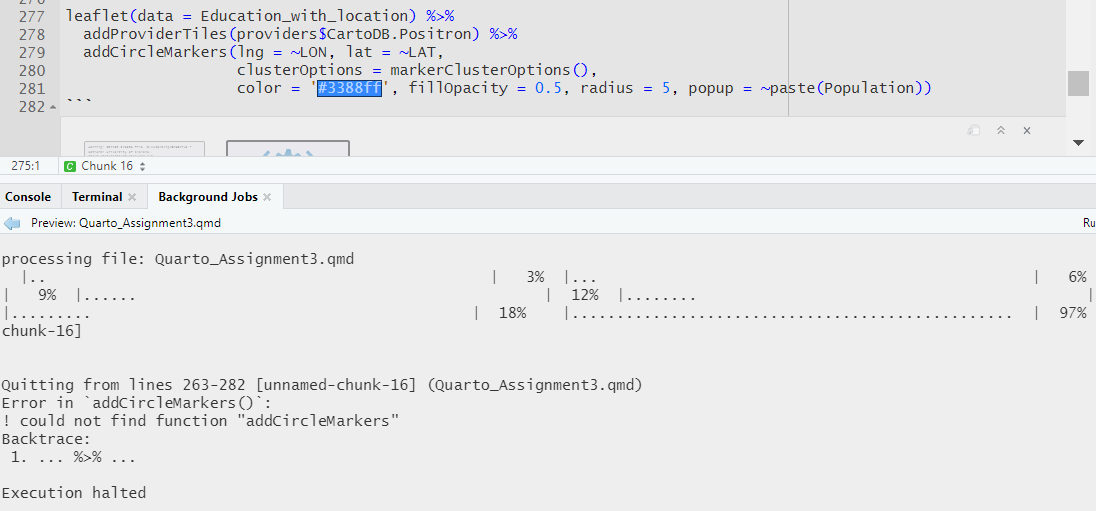 277 leaflet(data = Education_with_location) %>%
278 addProviderTiles(providers$CartoDB.Positron) %>%
279 addCircleMarkers(lng = ~LON, lat = ~LAT,
280 clusterOptions = markerClusterOptions(),
281 color = '#3388ff', fillOpacity = 0.5, radius = 5, popup = ~paste(Population))
282 ```
275:1 C Chunk 16
Console Terminal Background Jobs
Preview: Quarto_Assignment3.qmd Ru
processing file: Quarto_Assignment3.qmd
|.. | 3% |... | 6%
| 9% |...... | 12% |........ |
|......... | 18% |................................................. | 97%
chunk-16]
Quitting from lines 263-282 [unnamed-chunk-16] (Quarto_Assignment3.qmd)
Error in `addCircleMarkers()`:
! could not find function "addCircleMarkers"
Backtrace:
1. ... %>% ...
Execution halted